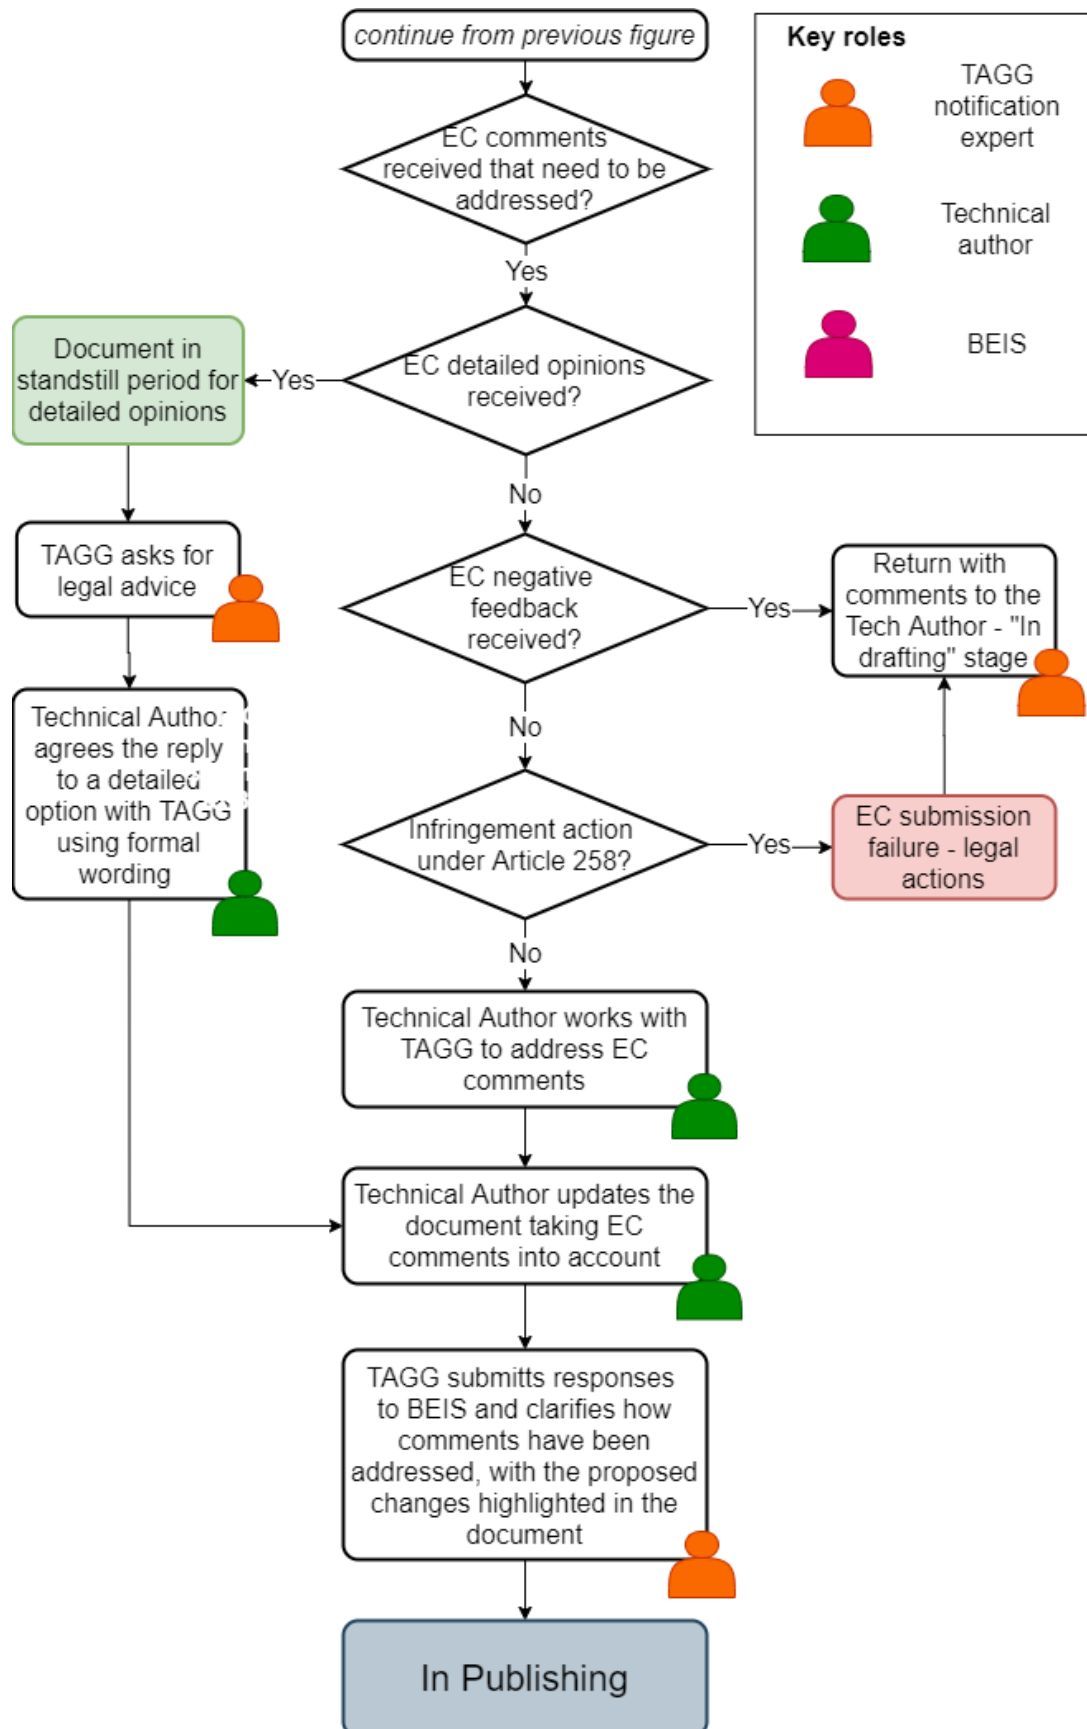 continue from previous figure
Key roles
TAGG
notification
expert
Technical
author
BEIS
EC comments
received that need to be
addressed?
Yes
EC detailed opinions
received?
Yes
Document in
standstill period for
detailed opinions
No
TAGG asks for
legal advice
EC negative
feedback
received?
Yes
Return with
comments to the
Tech Author - "In
drafting" stage
Technical Author
agrees the reply
to a detailed
option with TAGG
using formal
wording
No
Infringement action
under Article 258?
Yes
EC submission
failure - legal
actions
No
Technical Author works with
TAGG to address EC
comments
Technical Author updates the
document taking EC
comments into account
TAGG submitts responses
to BEIS and clarifies how
comments have been
addressed, with the proposed
changes highlighted in the
document
In Publishing